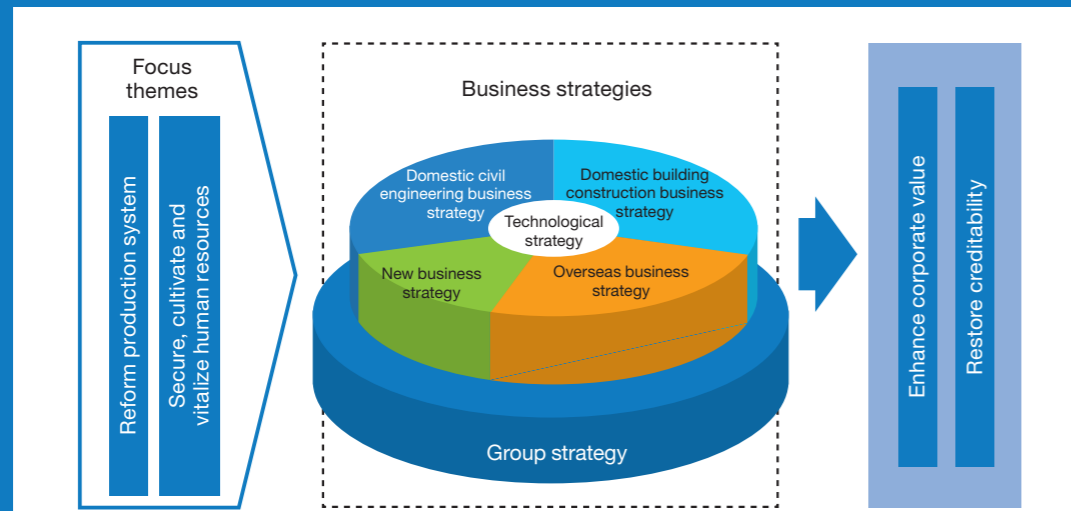 Focus
themes
Reform production system
Secure, cultivate and
vitalize human resources
Business strategies
Domestic civil
engineering business
strategy
Domestic building
construction business
strategy
Technological
strategy
New business
strategy
Overseas business
strategy
Group strategy
Enhance corporate value
Restore creditability